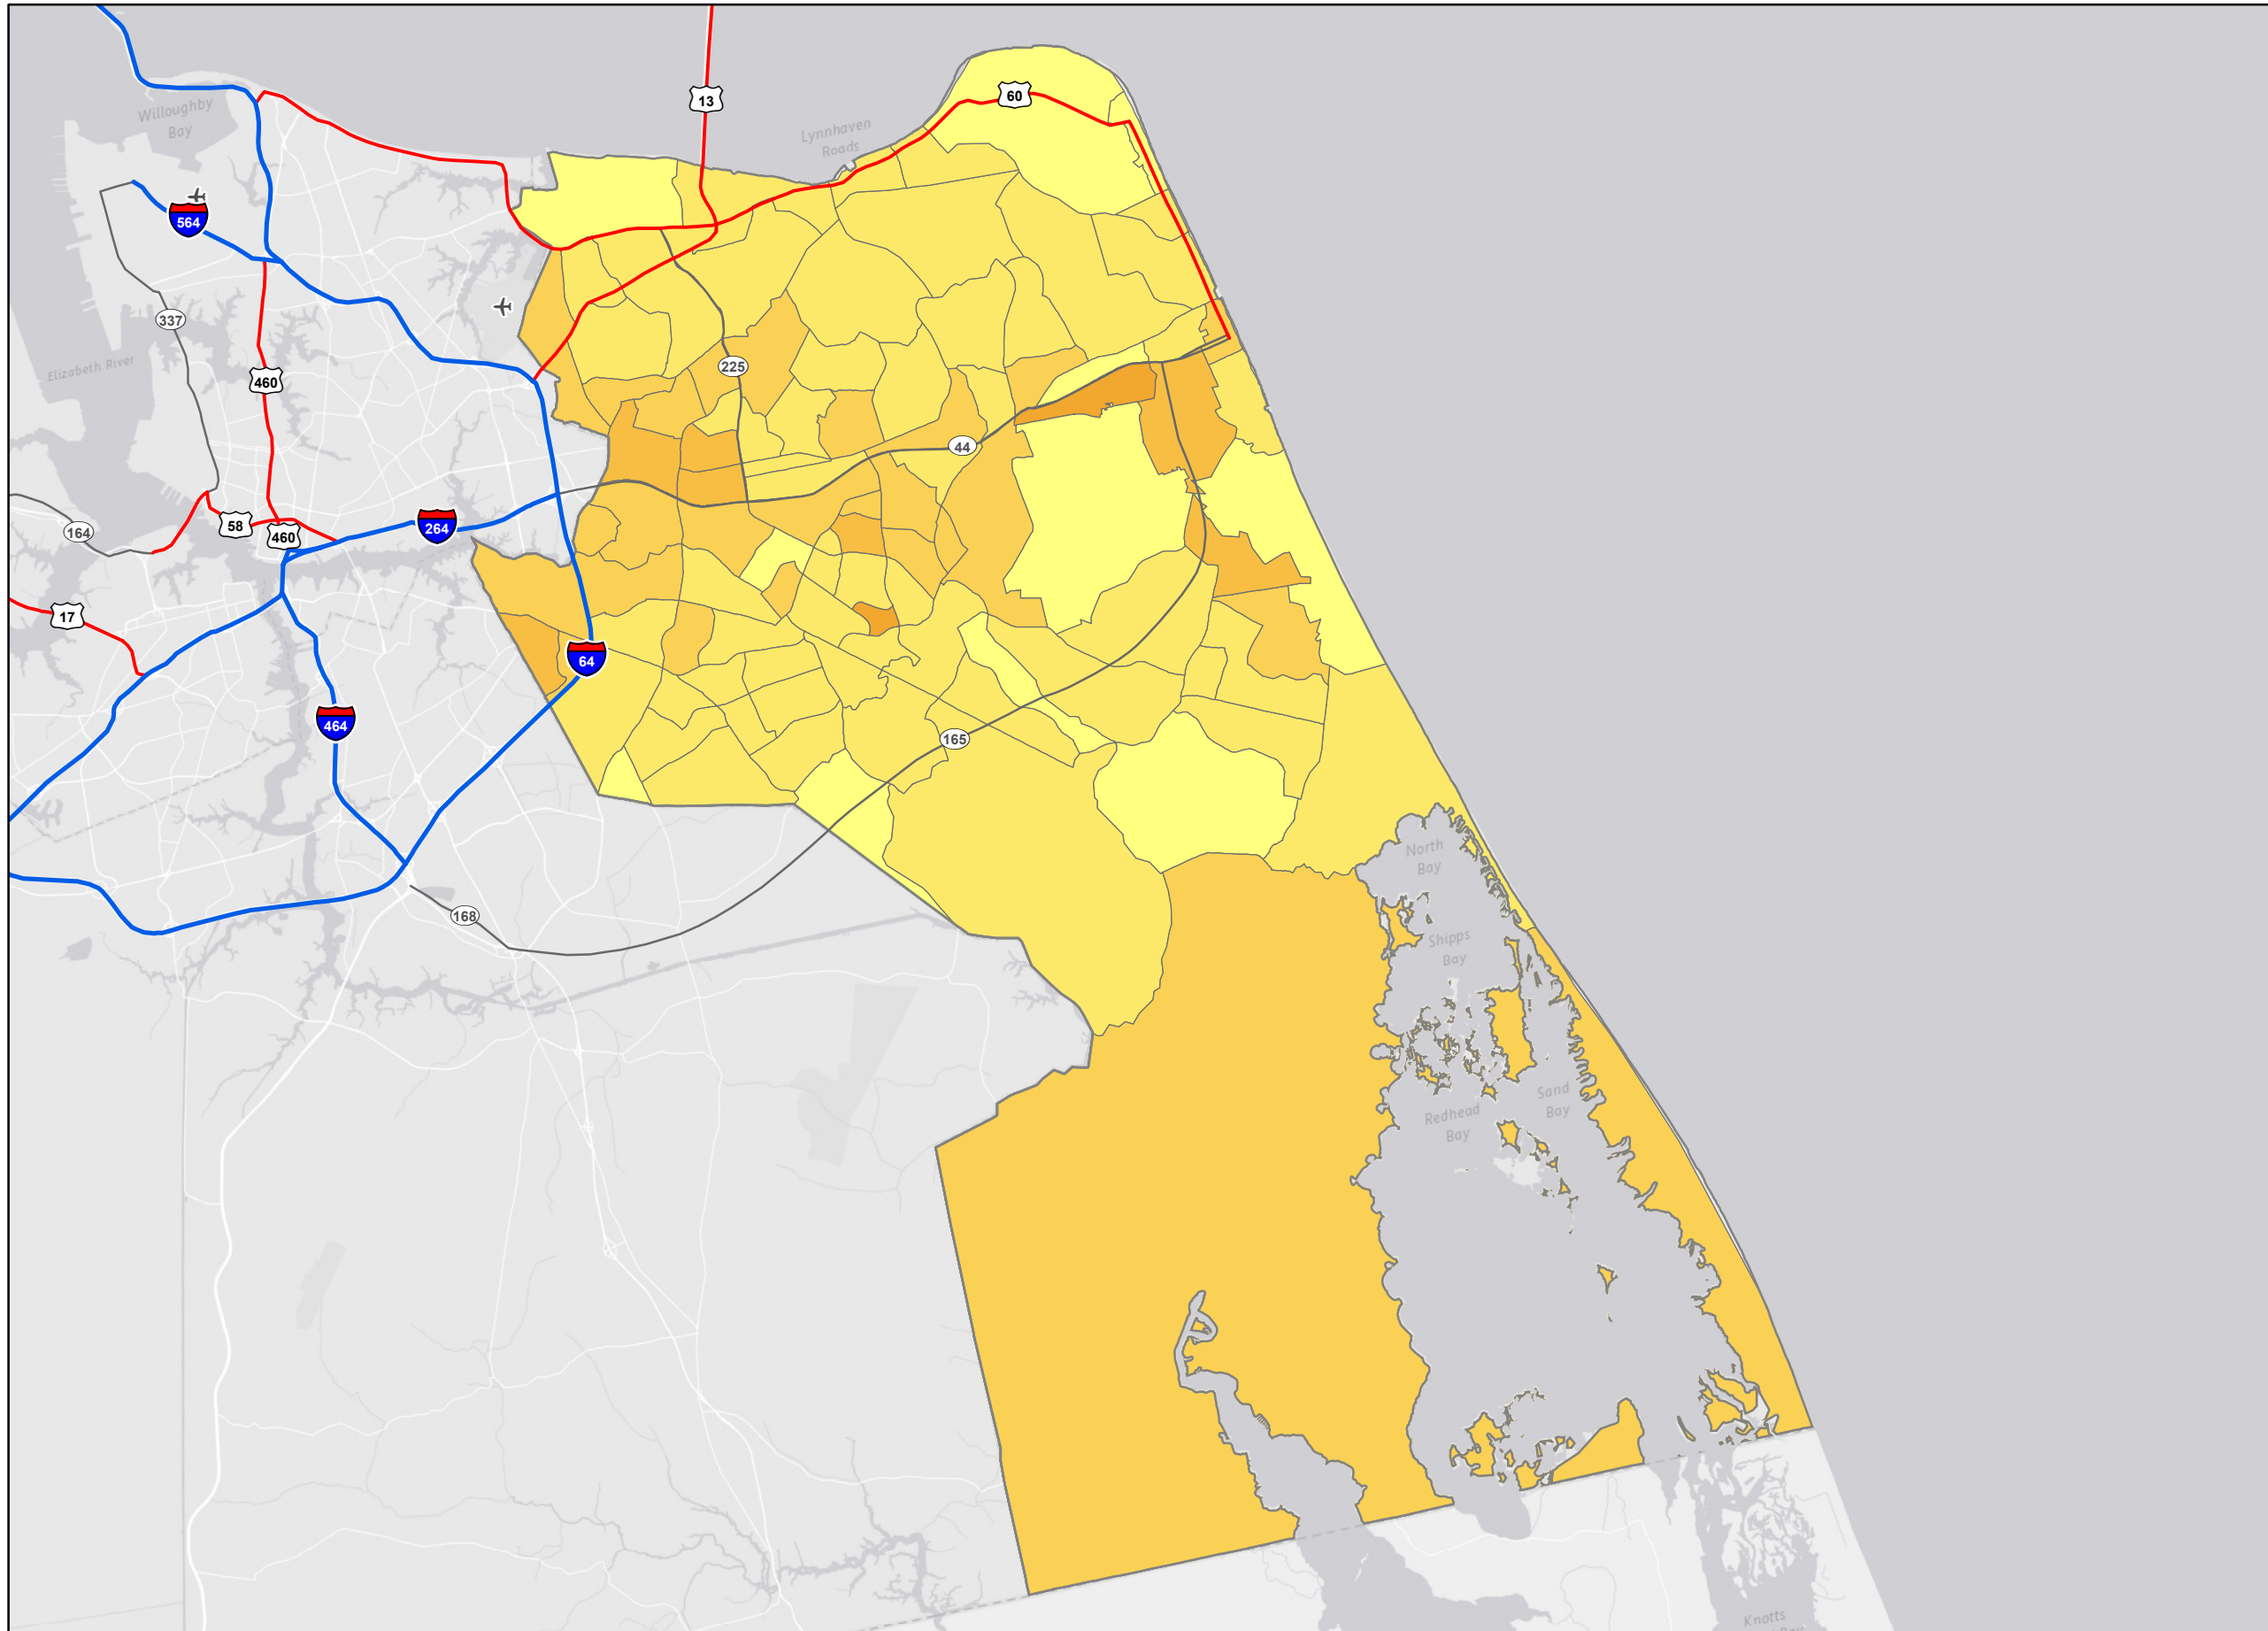 Willoughby
Bay
13
60
Lynnhaven
Roads
564
337
225
Elizabeth River
460
44
58
460
264
164
17
64
464
165
North
Bay
168
Shipps
Bay
Sand
Bay
Redhead
Bay
Knotts